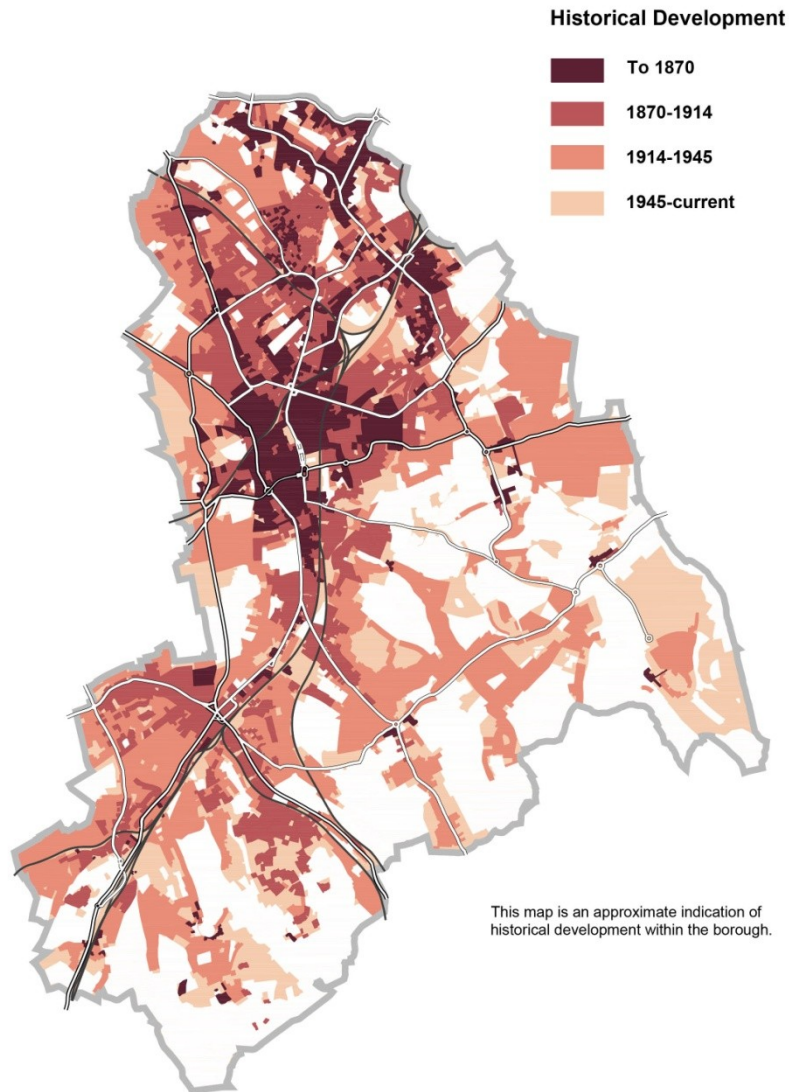 Historical Development
To 1870
1870-1914
1914-1945
1945-current
This map is an approximate indication of
historical development within the borough.